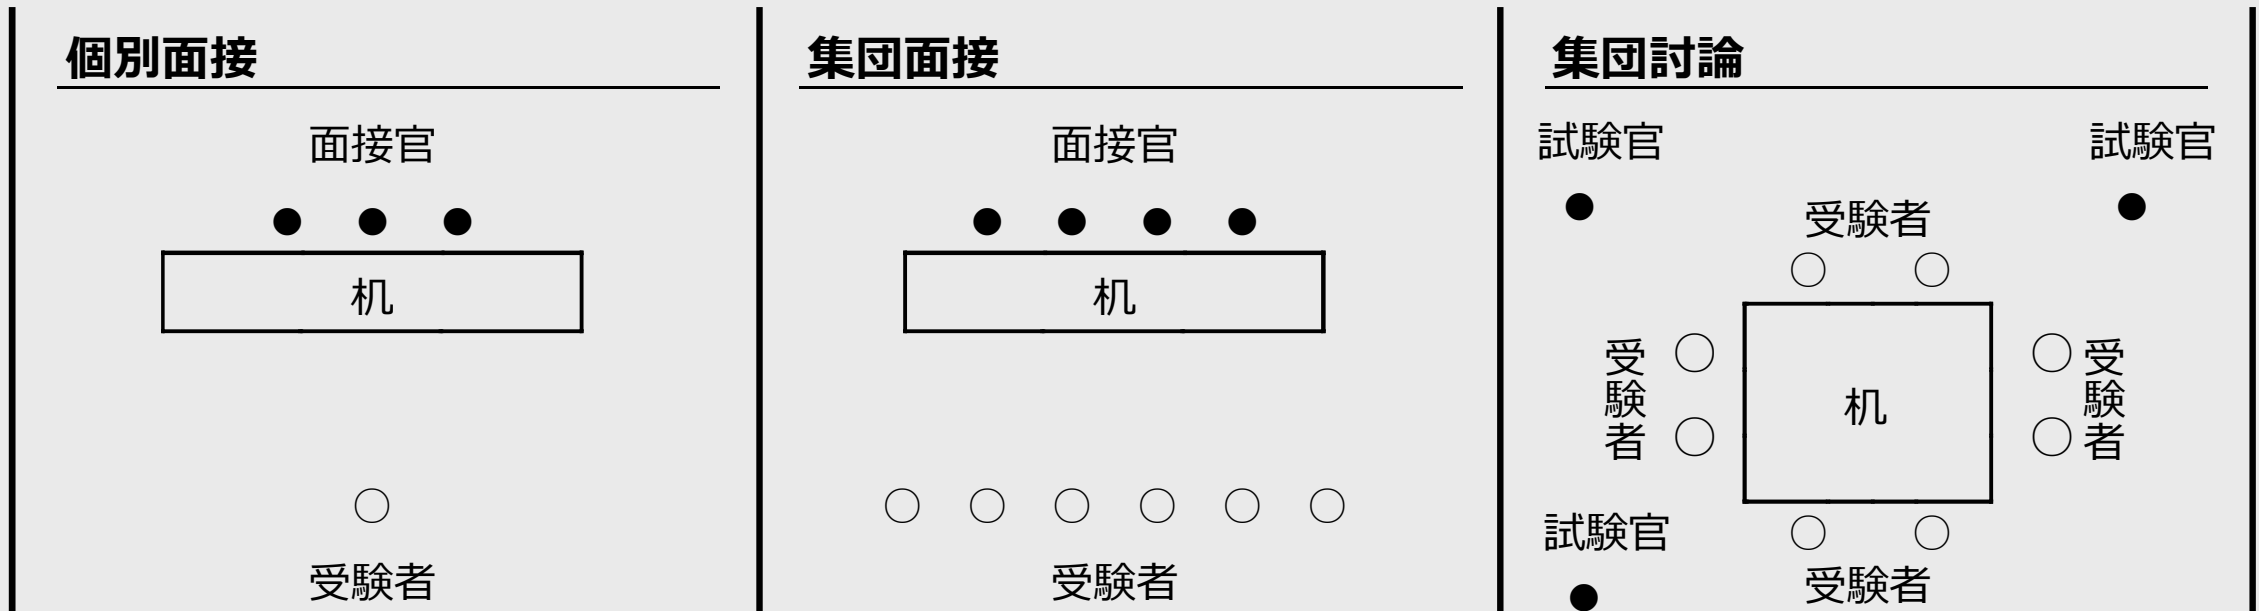 個別面接
面接官
● ● ●
机
○
受験者
集団面接
面接官
● ● ● ●
机
○ ○ ○ ○ ○ ○
受験者
集団討論
試験官
試験官
● ●
受験者
○ ○
受験者
○
○
机
○
○
受験者
試験官
○ ○
受験者
●